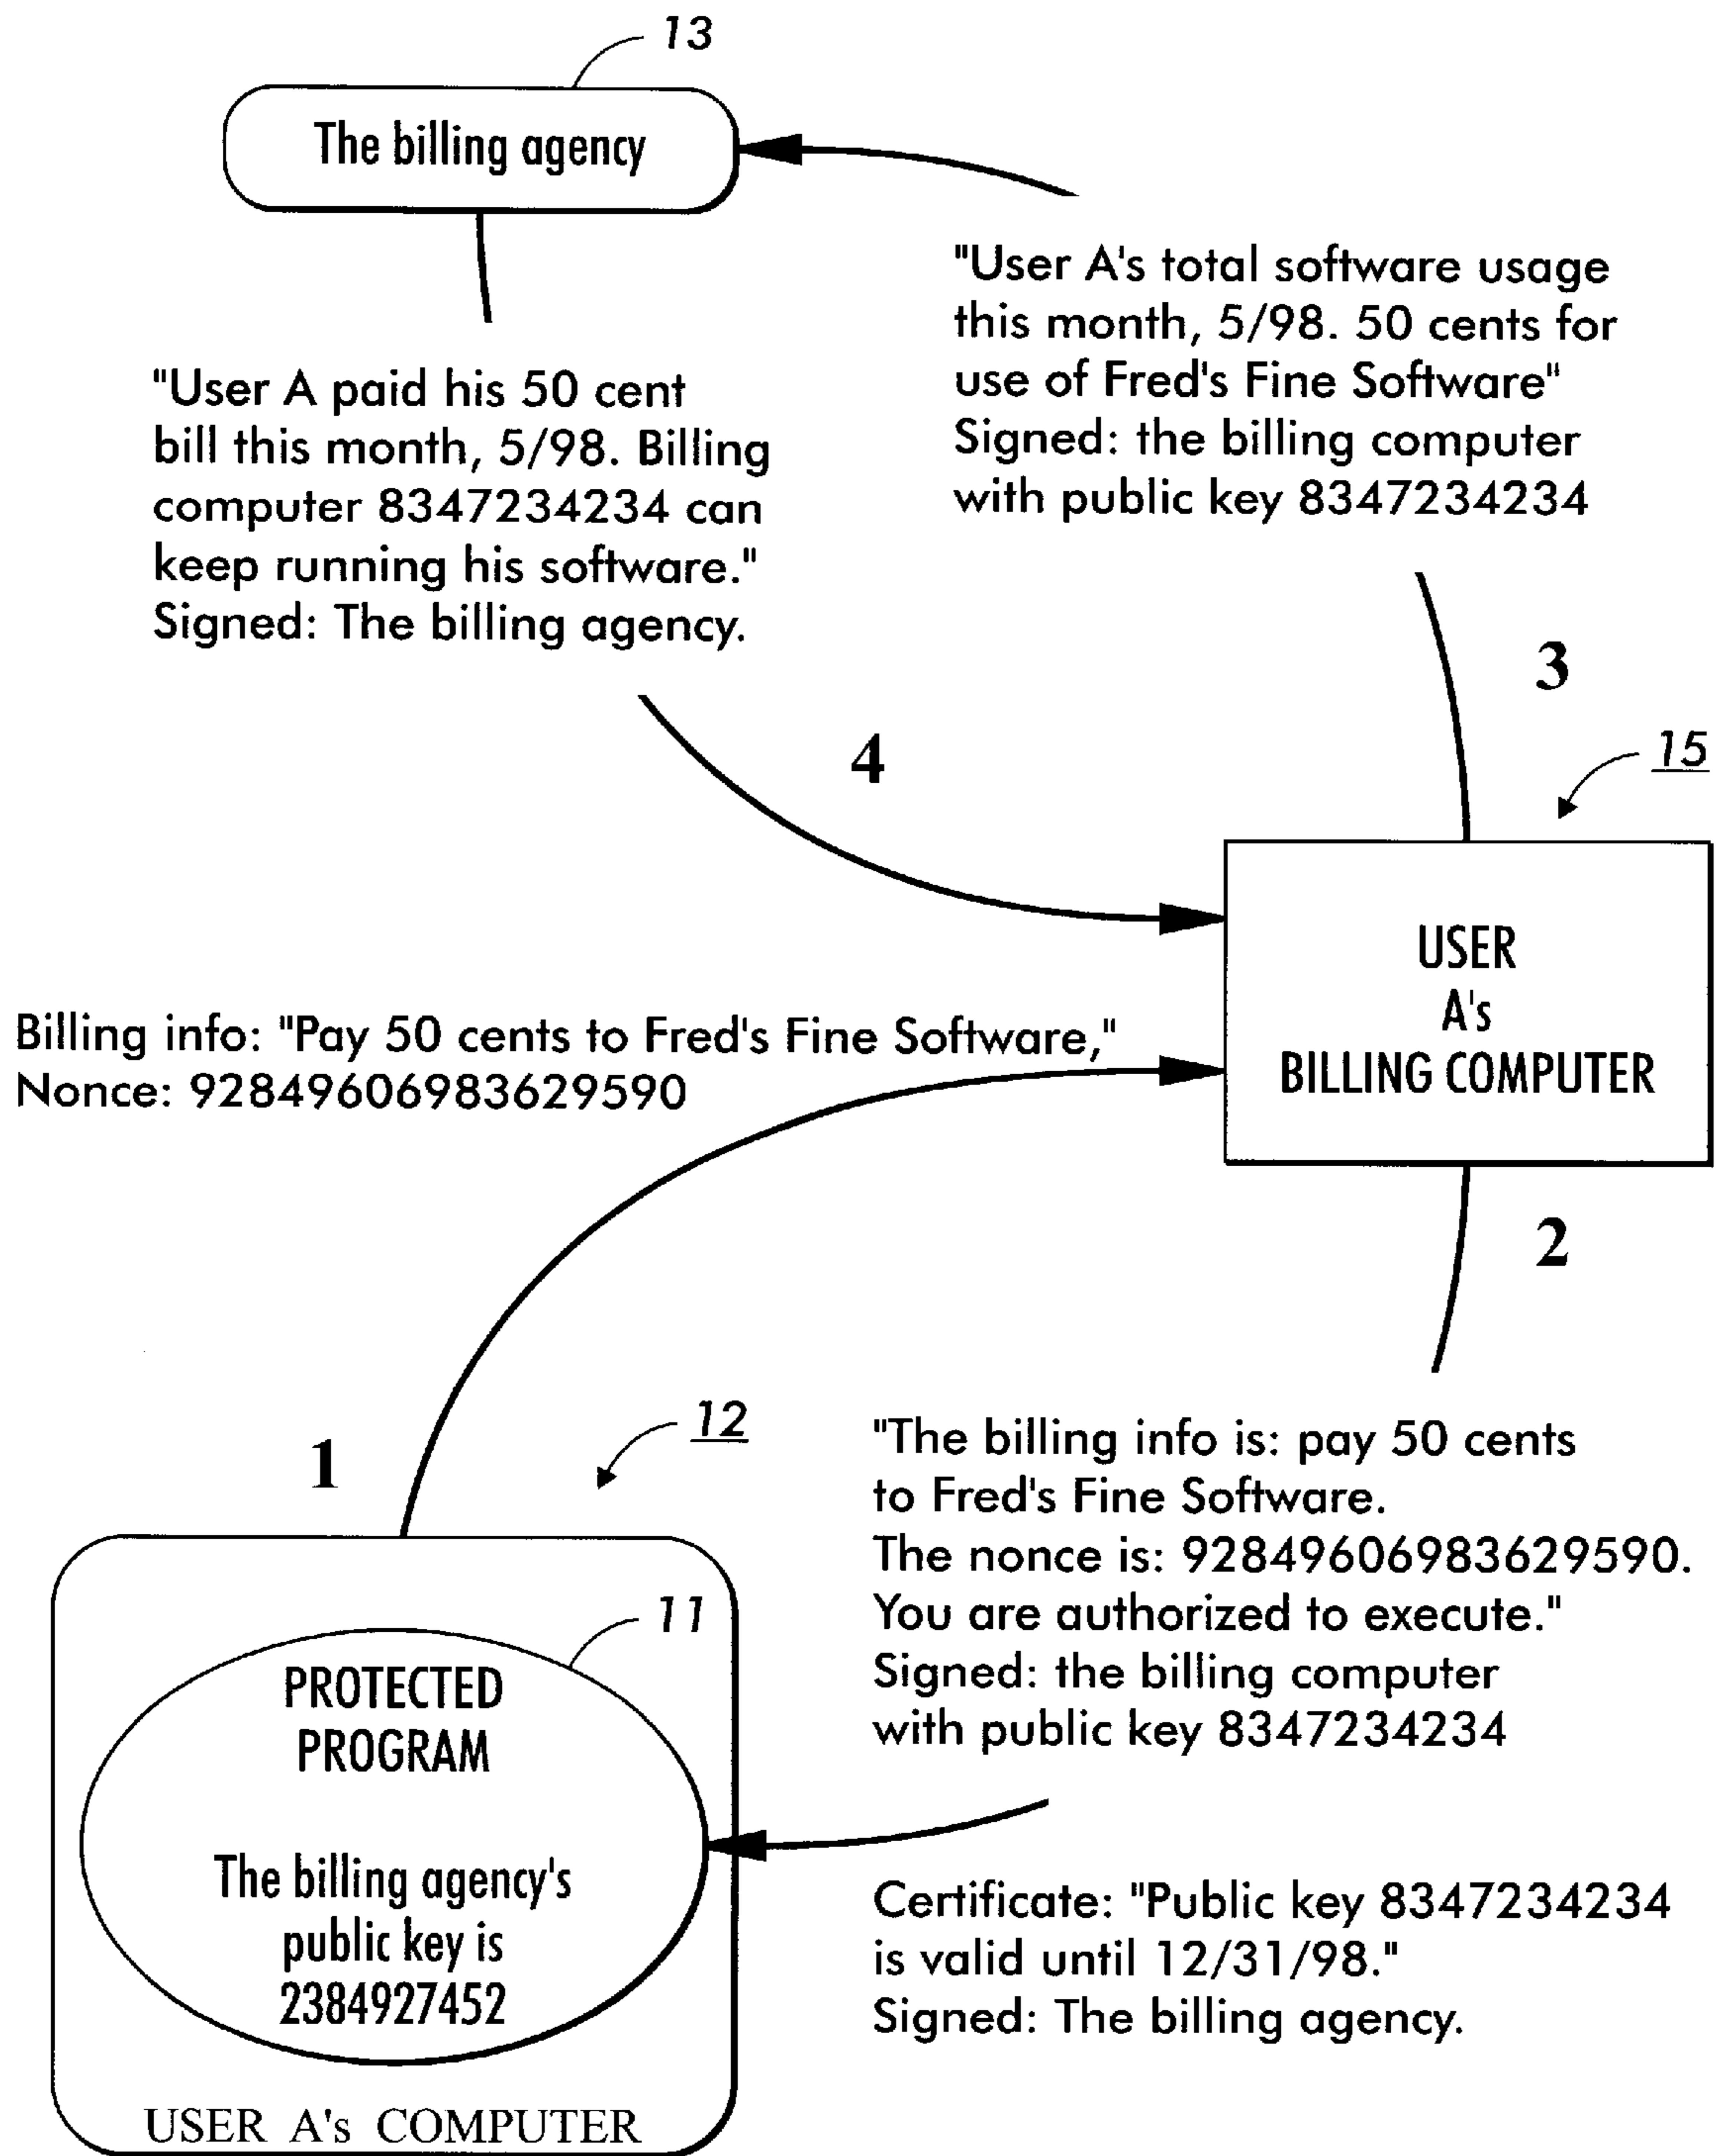 13
The billing agency
"User A's total software usage
this month, 5/98. 50 cents for
use of Fred's Fine Software"
Signed: the billing computer
with public key 8347234234
"User A paid his 50 cent
bill this month, 5/98. Billing
computer 8347234234 can
keep running his software."
Signed: The billing agency.
3
4
15
USER
A's
BILLING COMPUTER
Billing info: "Pay 50 cents to Fred's Fine Software,"
Nonce: 92849606983629590
2
1
12
"The billing info is: pay 50 cents
to Fred's Fine Software.
The nonce is: 92849606983629590.
You are authorized to execute."
Signed: the billing computer
with public key 8347234234
11
PROTECTED
PROGRAM
The billing agency's
public key is
2384927452
Certificate: "Public key 8347234234
is valid until 12/31/98."
Signed: The billing agency.
USER A's COMPUTER